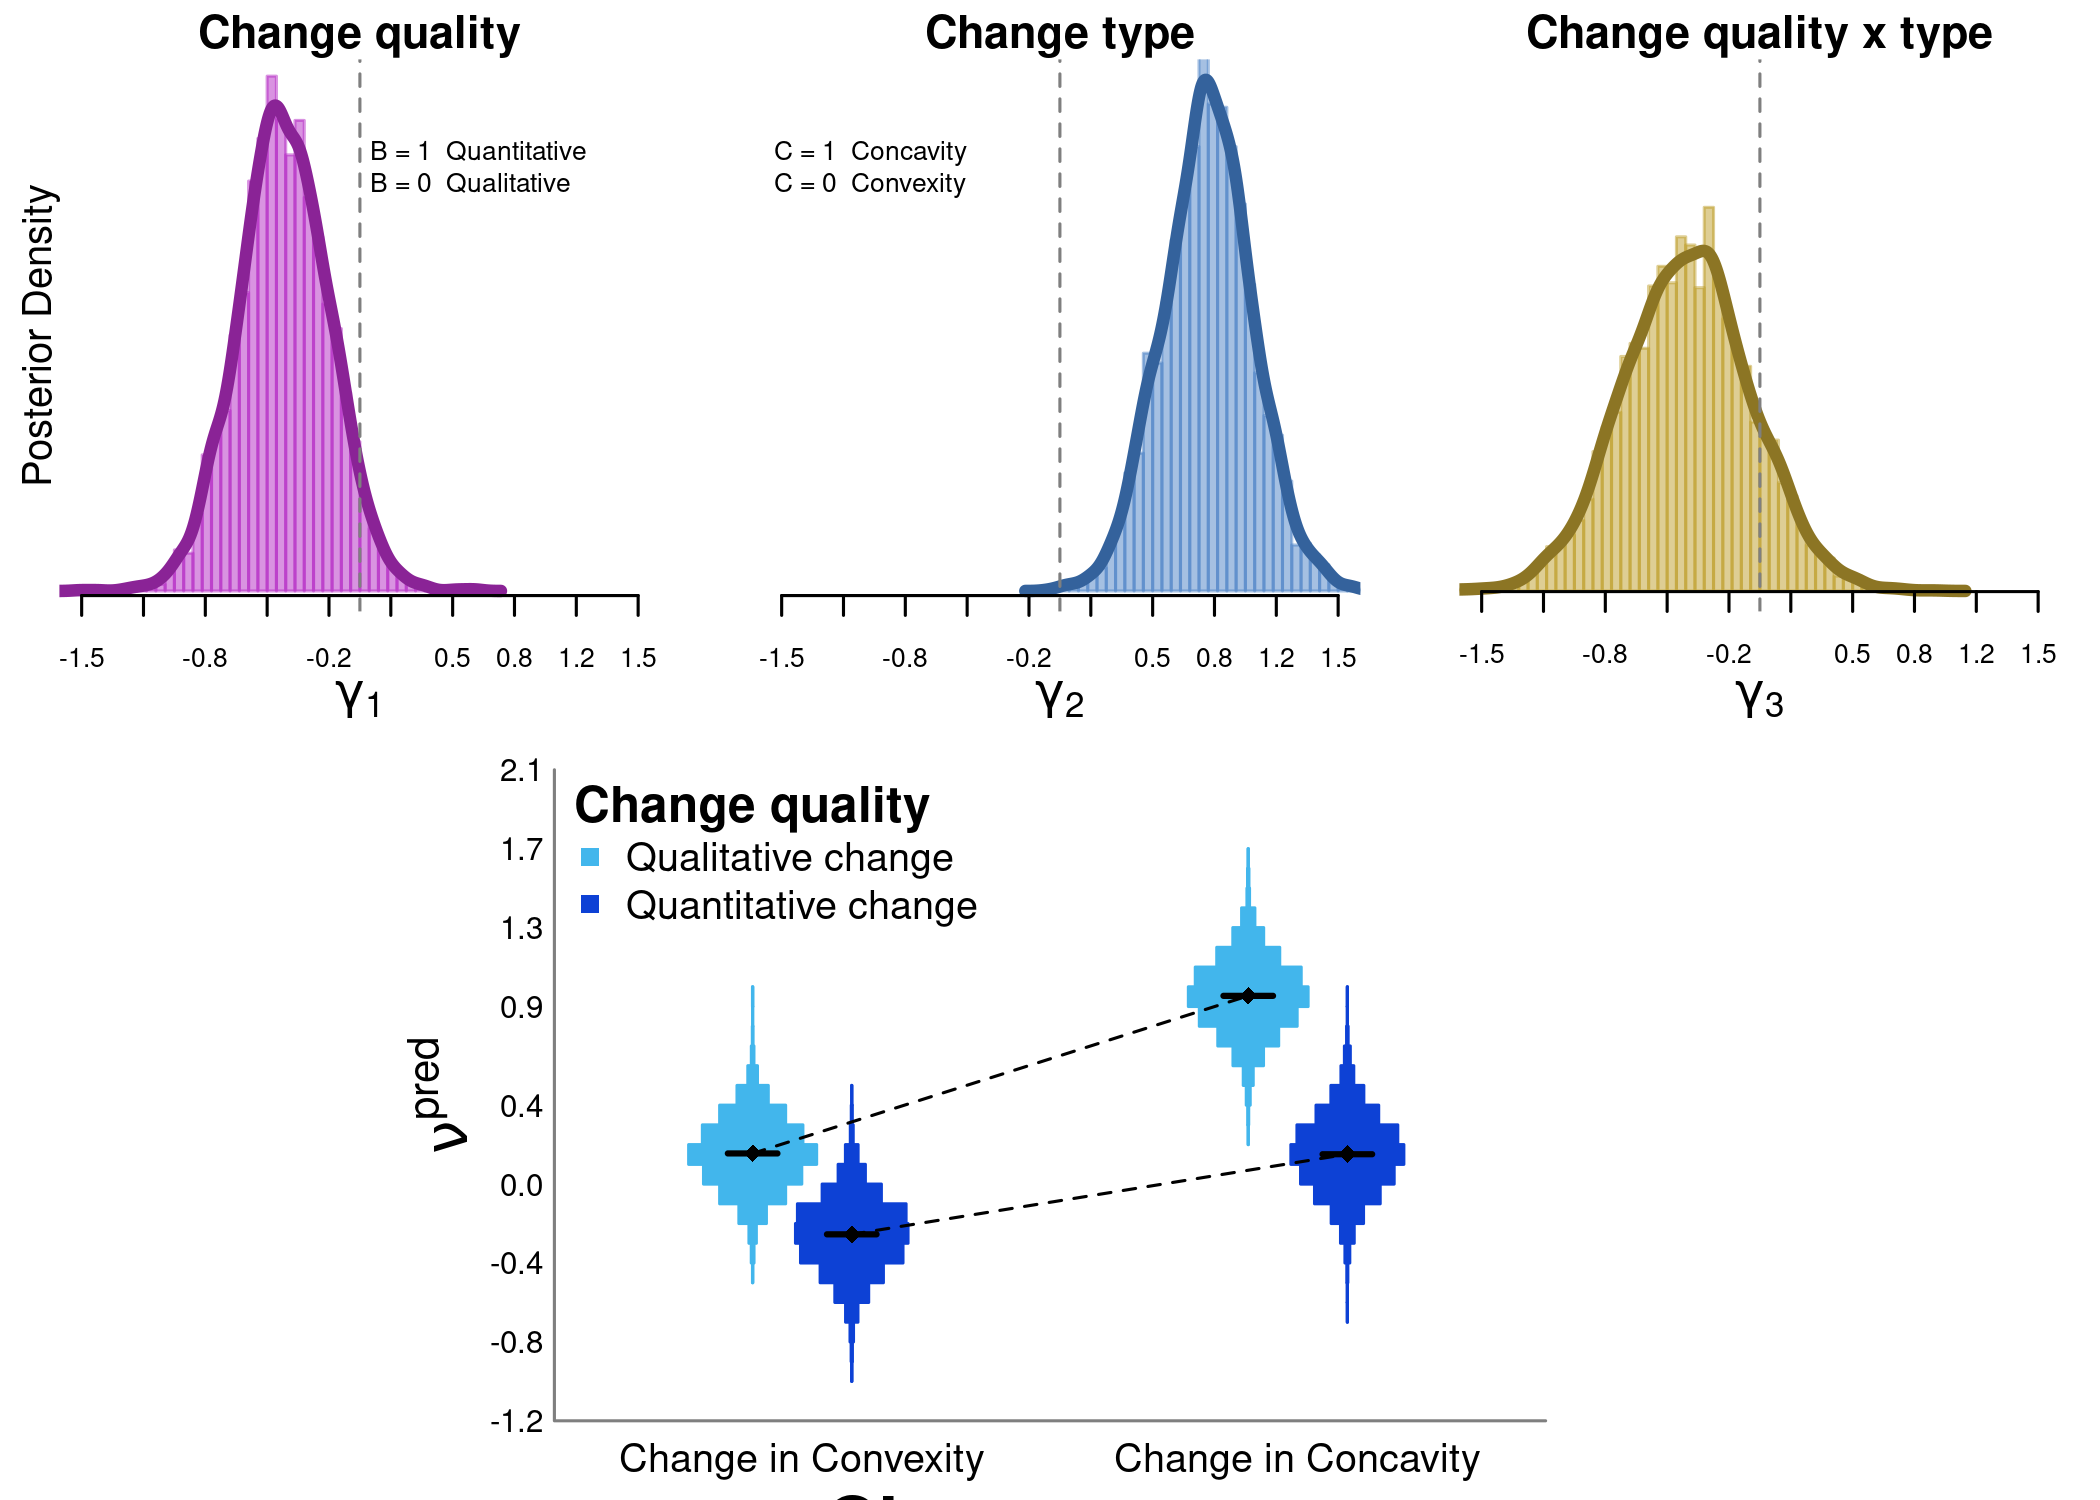 Change quality
Change type
Change quality x type
Posterior Density
B = 1 Quantitative
B = 0 Qualitative
C = 1 Concavity
C = 0 Convexity
-1.5 -0.8 -0.2 0.5 0.8 1.2 1.5
γ1
-1.5 -0.8 -0.2 0.5 0.8 1.2 1.5
γ2
-1.5 -0.8 -0.2 0.5 0.8 1.2 1.5
γ3
2.1
1.7
1.3
0.9
0.4
0.0
-0.4
-0.8
-1.2
νpred
Change quality
Qualitative change
Quantitative change
Change in Convexity
Change in Concavity